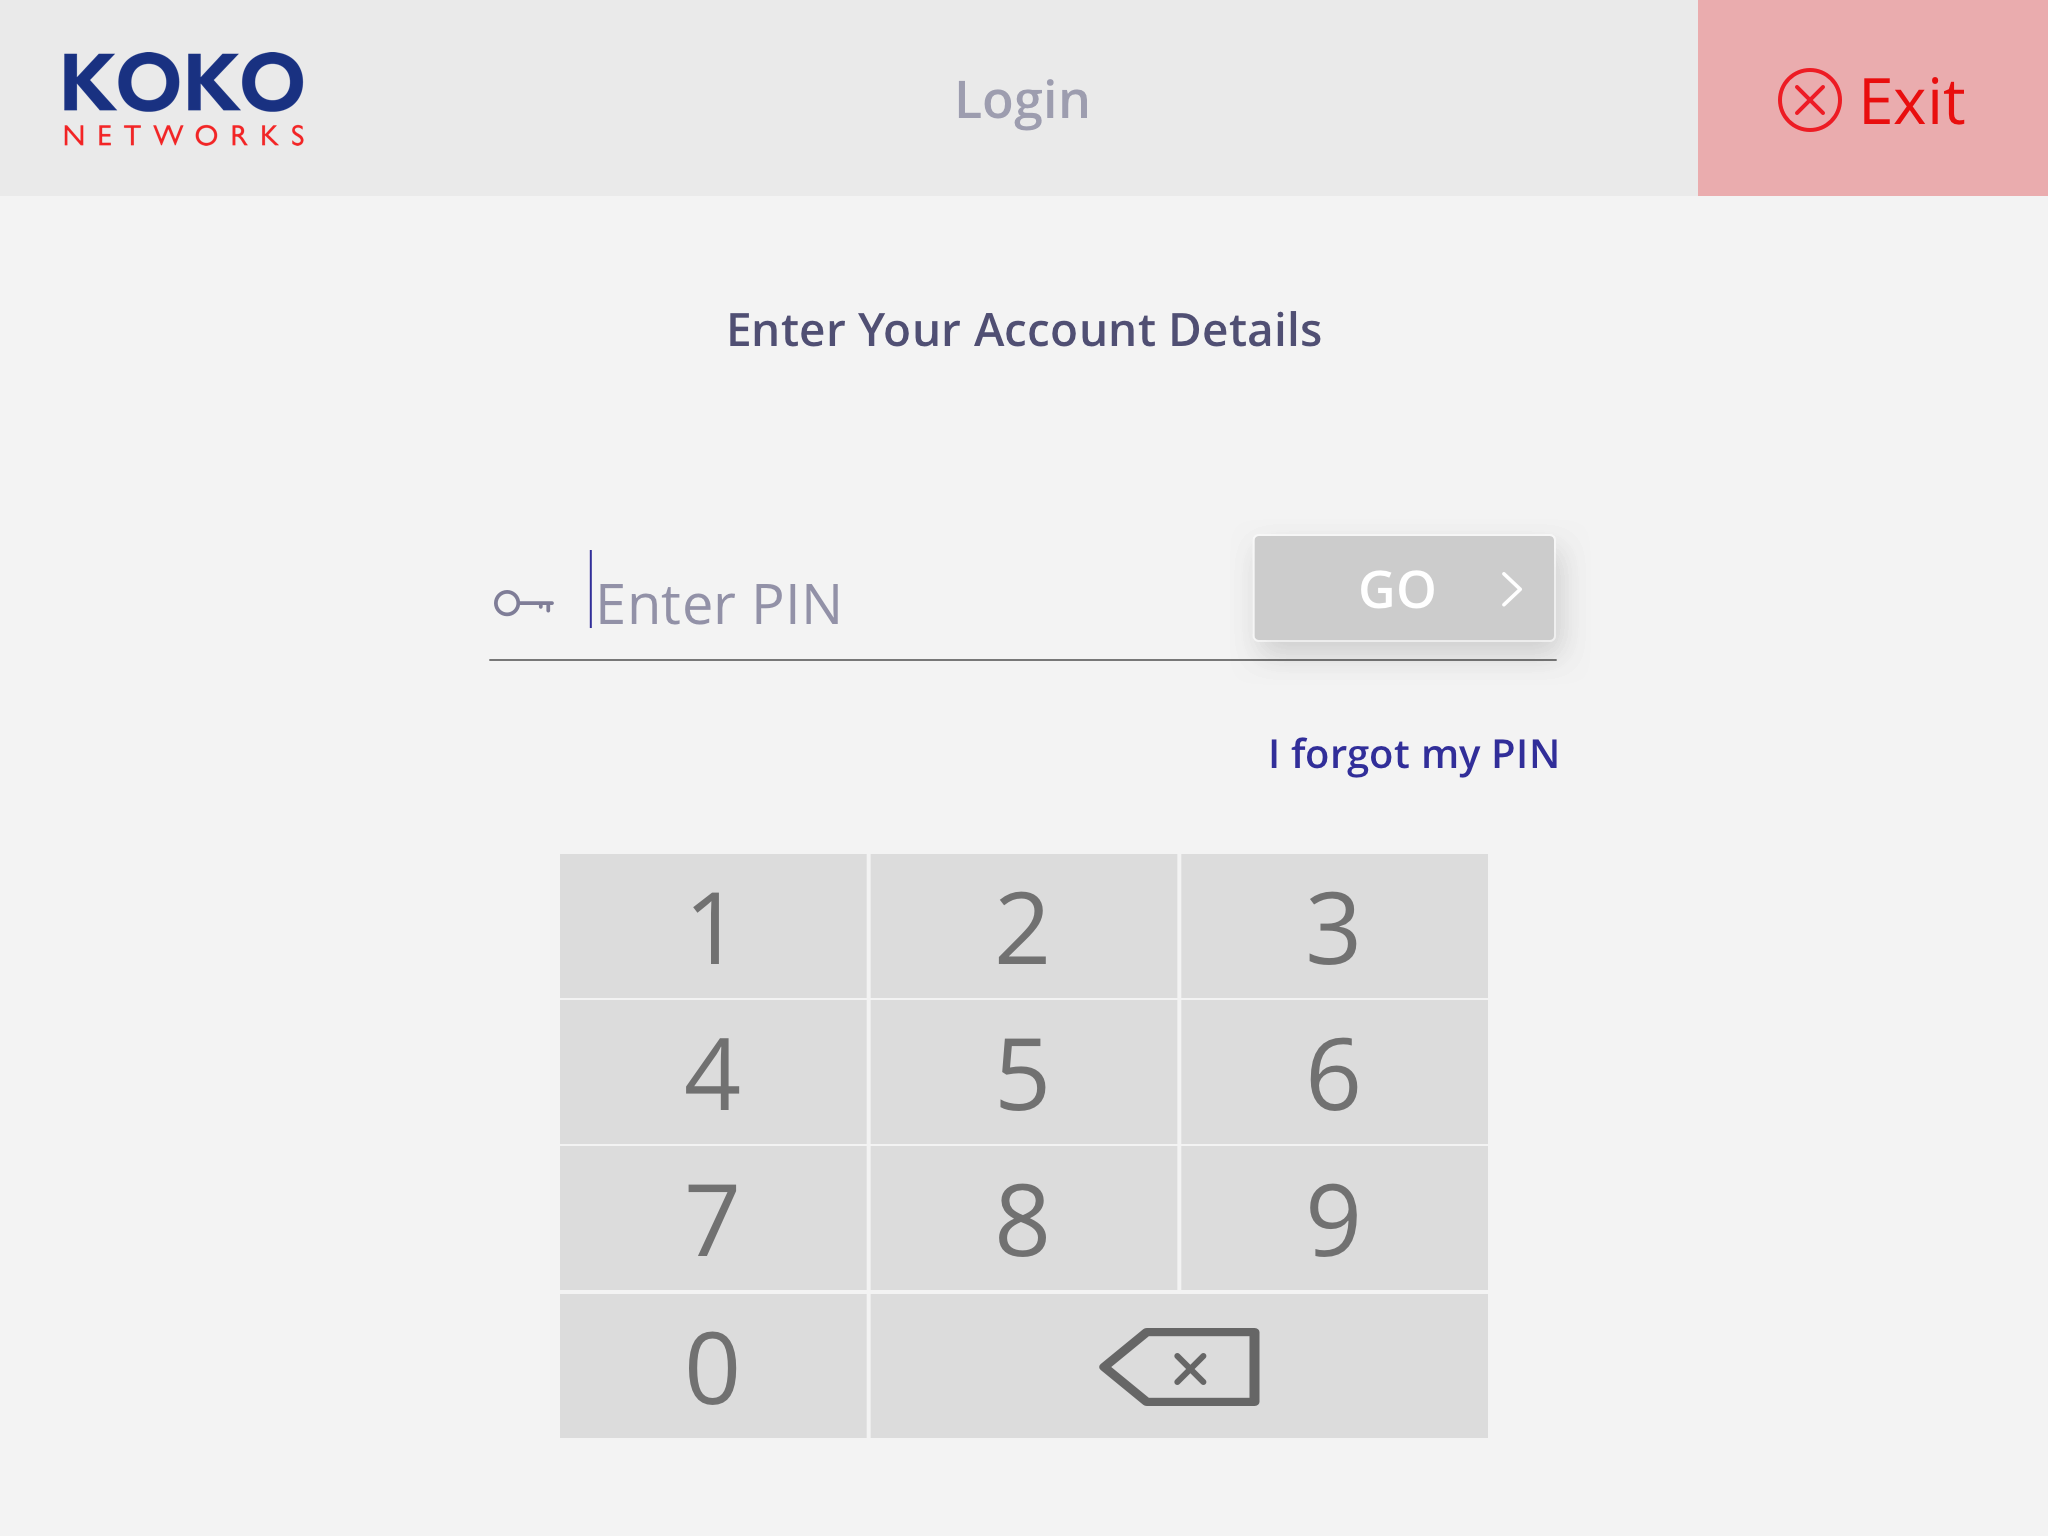 KOKO
NETWORKS
Login
Exit
Enter Your Account Details
Enter PIN
GO
I forgot my PIN
1 2 3
4 5 6
7 8 9
0